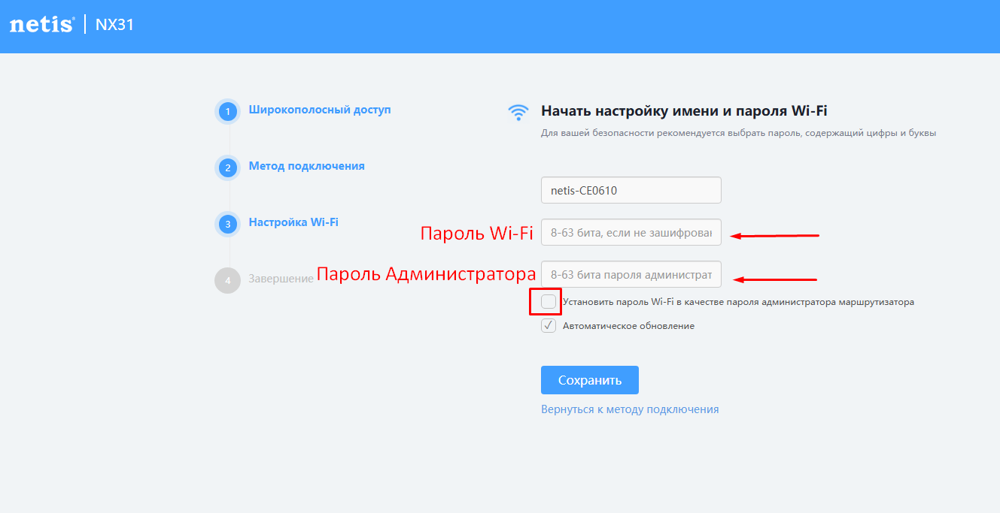 netis® | NX31
1 Широкополосный доступ
2 Метод подключения
3 Настройка Wi-Fi
4 Завершение
Начать настройку имени и пароля Wi-Fi
Для вашей безопасности рекомендуется выбрать пароль, содержащий цифры и буквы
netis-CE0610
Пароль Wi-Fi
8-63 бита, если не зашифрован
Пароль Администратора
8-63 бита пароля администрат
Установить пароль Wi-Fi в качестве пароля администратора маршрутизатора
Автоматическое обновление
Сохранить
Вернуться к методу подключения